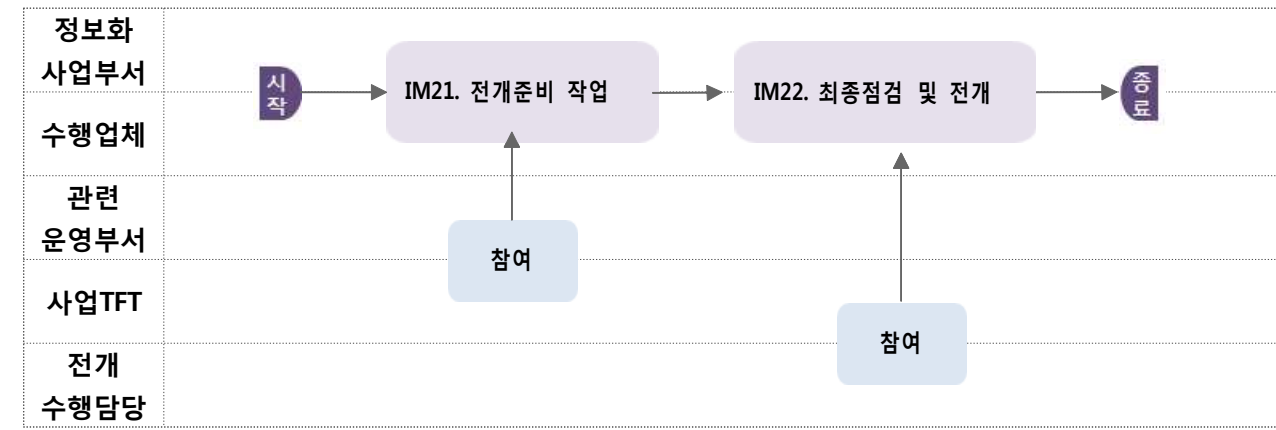 정보화
사업부서
시
작
IM21. 전개준비 작업
IM22. 최종점검 및 전개
종
료
수행업체
관련
운영부서
참여
사업TFT
참여
전개
수행담당